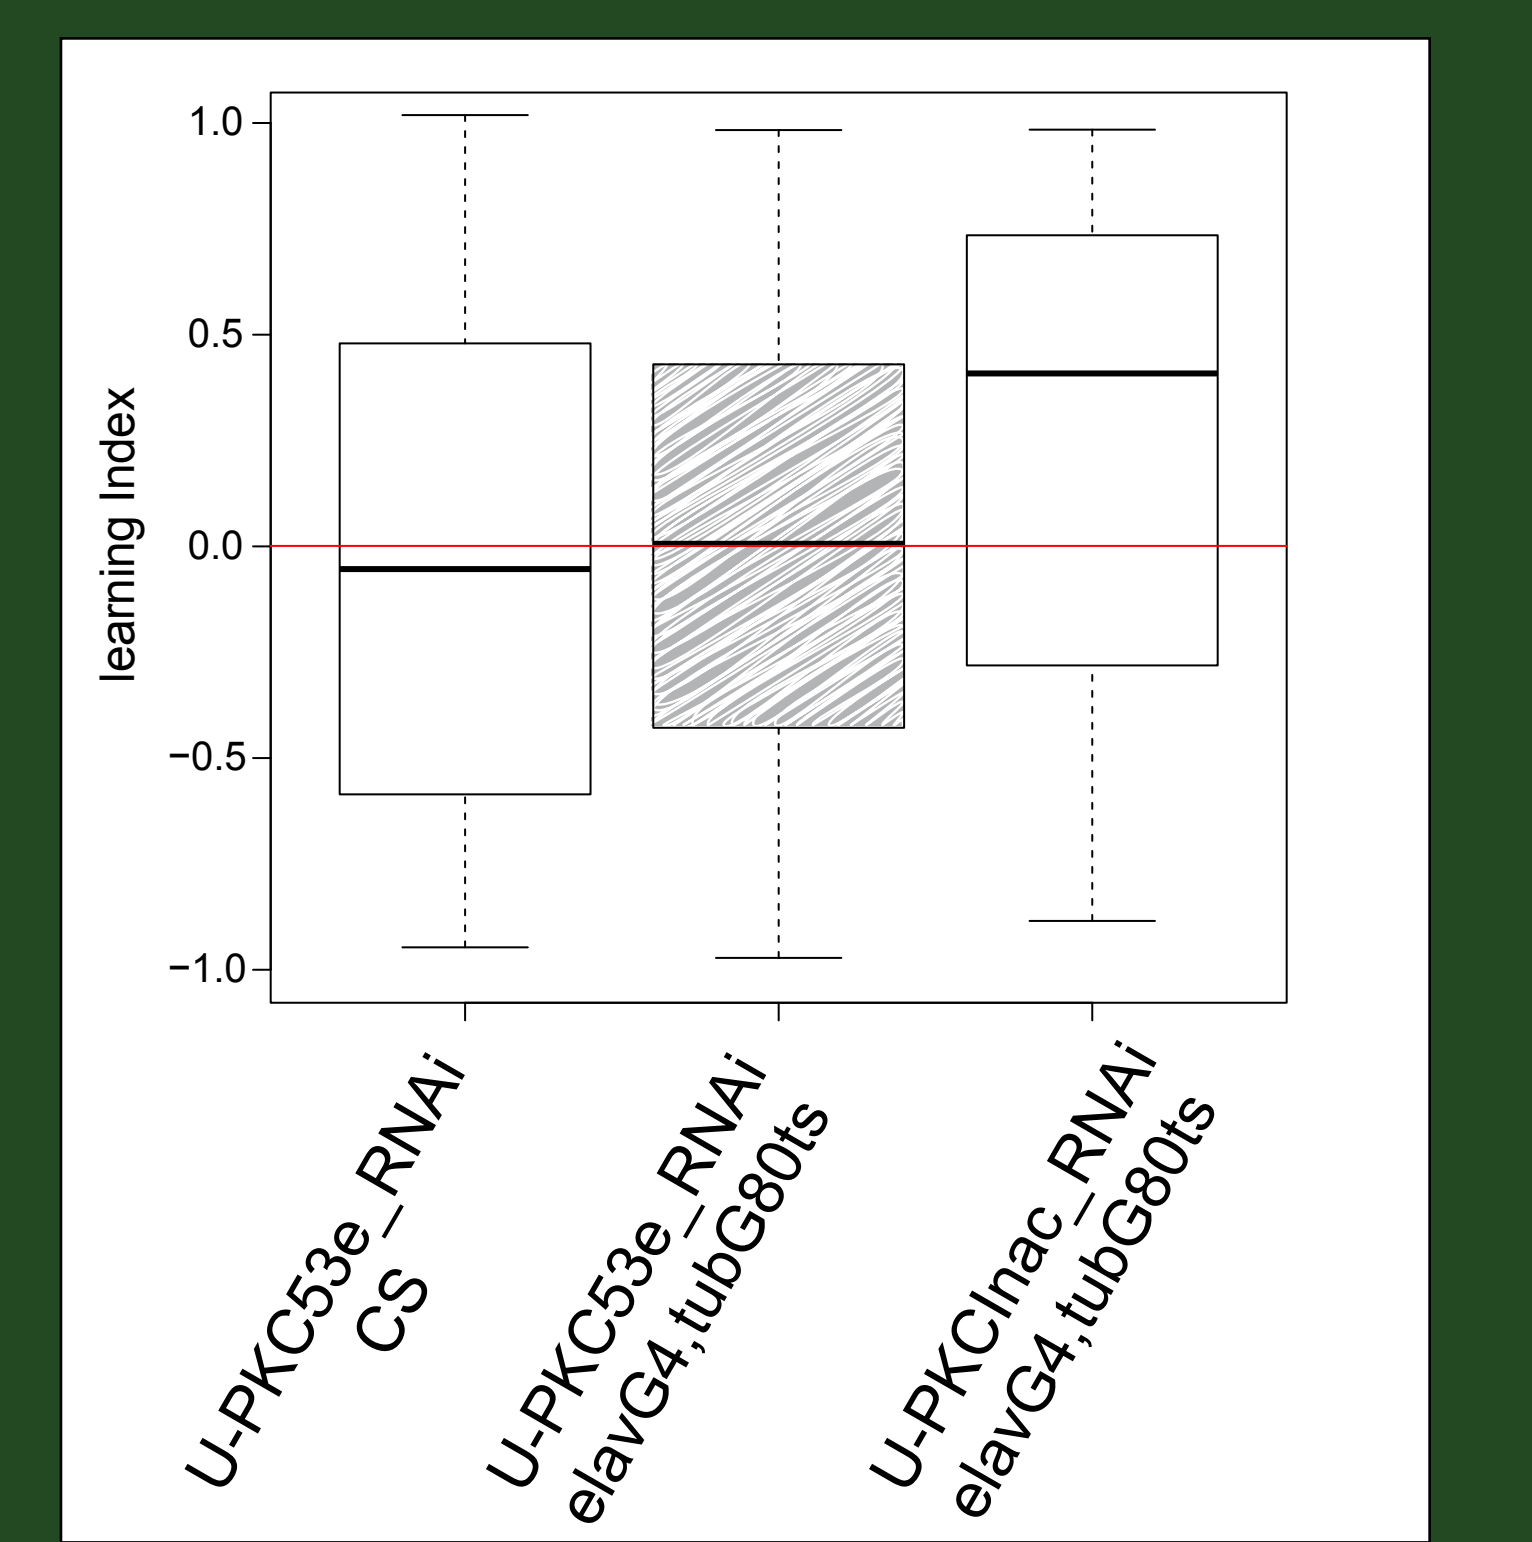 1.0
0.5
0.0
−0.5
−1.0
learning Index
U-PKC53e_RNAi
CS
U-PKC53e_RNAi
elavG4,tubG80ts
U-PKCInac_RNAi
elavG4,tubG80ts